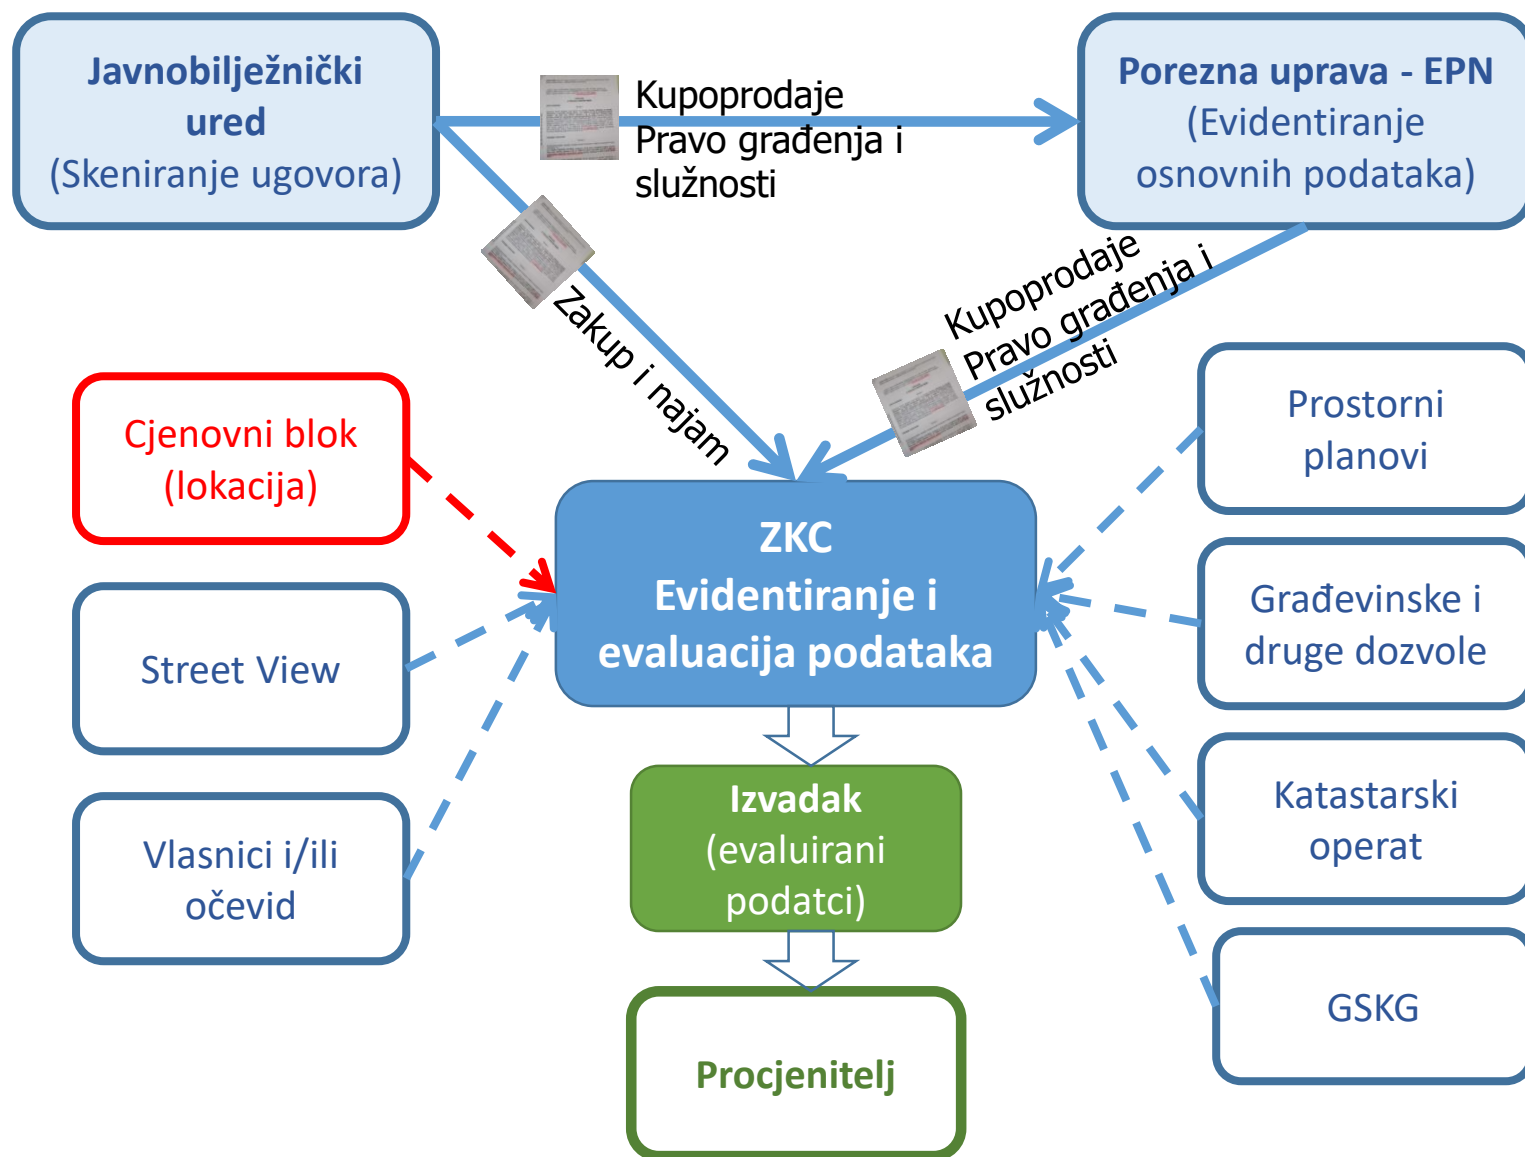 Javnobilježnički
ured
(Skeniranje ugovora)
Kupoprodaje
Pravo građenja i
služnosti
Porezna uprava - EPN
(Evidentiranje
osnovnih podataka)
Zakup i najam
Kupoprodaje
Pravo građenja i
služnosti
Cjenovni blok
(lokacija)
Street View
Vlasnici i/ili
očevid
ZKC
Evidentiranje i
evaluacija podataka
Prostorni
planovi
Građevinske i
druge dozvole
Katastarski
operat
GSKG
Izvadak
(evaluirani
podatci)
Procjenitelj